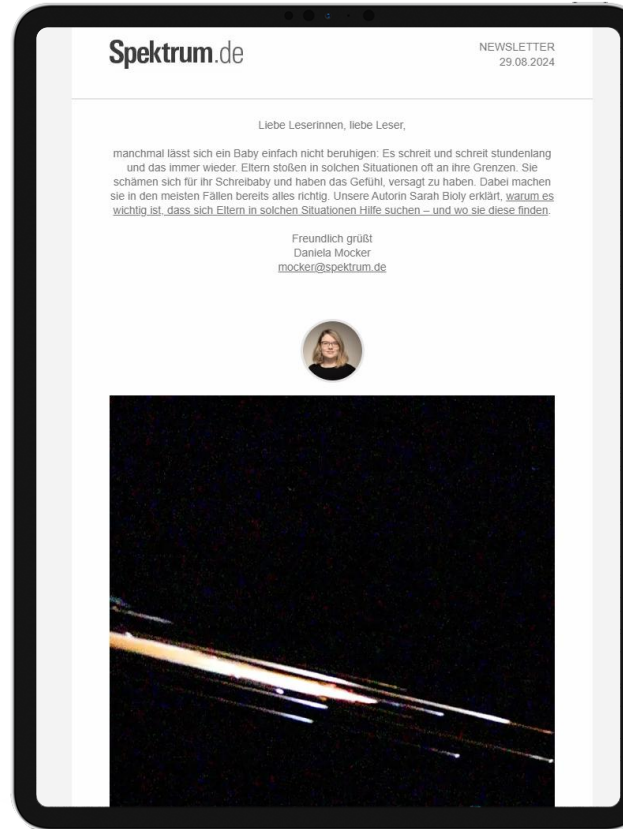 Spektrum.de
NEWSLETTER
29.08.2024
Liebe Leserinnen, liebe Leser,
manchmal lässt sich ein Baby einfach nicht beruhigen: Es schreit und schreit stundenlang
und das immer wieder. Eltern stoßen in solchen Situationen oft an ihre Grenzen. Sie
schämen sich für ihr Schreibaby und haben das Gefühl, versagt zu haben. Dabei machen
sie in den meisten Fällen bereits alles richtig. Unsere Autorin Sarah Bioly erklärt, warum es
wichtig ist, dass sich Eltern in solchen Situationen Hilfe suchen – und wo sie diese finden.
Freundlich grüßt
Daniela Mocker
mocker@spektrum.de